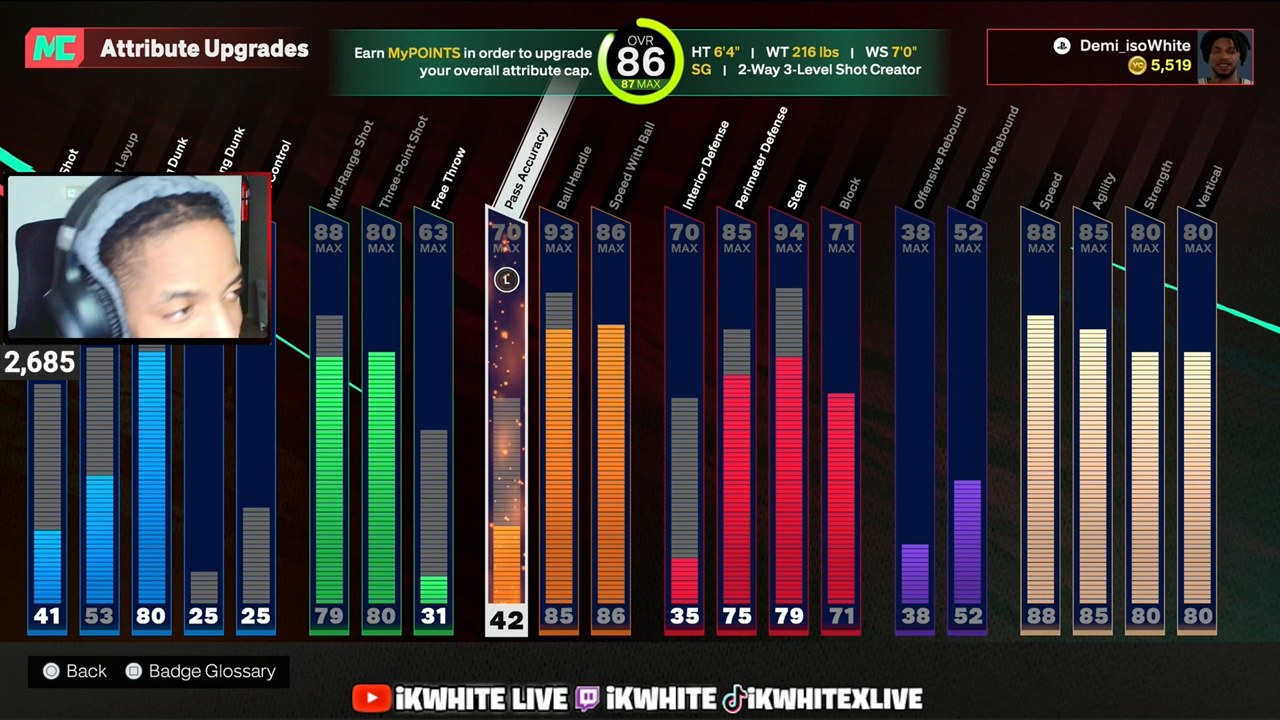 MC Attribute Upgrades
Earn MyPOINTS in order to upgrade
your overall attribute cap.
OVR
86
87 MAX
HT 6'4" | WT 216 lbs | WS 7'0"
SG | 2-Way 3-Level Shot Creator
Demi_isoWhite
VC 5,519
Shot
Layup
Dunk
Dunk
Control
Mid-Range Shot
Three-Point Shot
Free Throw
Pass Accuracy
Ball Handle
Speed With Ball
Interior Defense
Perimeter Defense
Steal
Block
Offensive Rebound
Defensive Rebound
Speed
Agility
Strength
Vertical
88 MAX
80 MAX
63 MAX
70 MAX
93 MAX
86 MAX
70 MAX
85 MAX
94 MAX
71 MAX
38 MAX
52 MAX
88 MAX
85 MAX
80 MAX
80 MAX
L
2,685
41 53 80 25 25 79 80 31 42 85 86 35 75 79 71 38 52 88 85 80 80
Back Badge Glossary
iKWHITE LIVE iKWHITE iKWHITEXLIVE